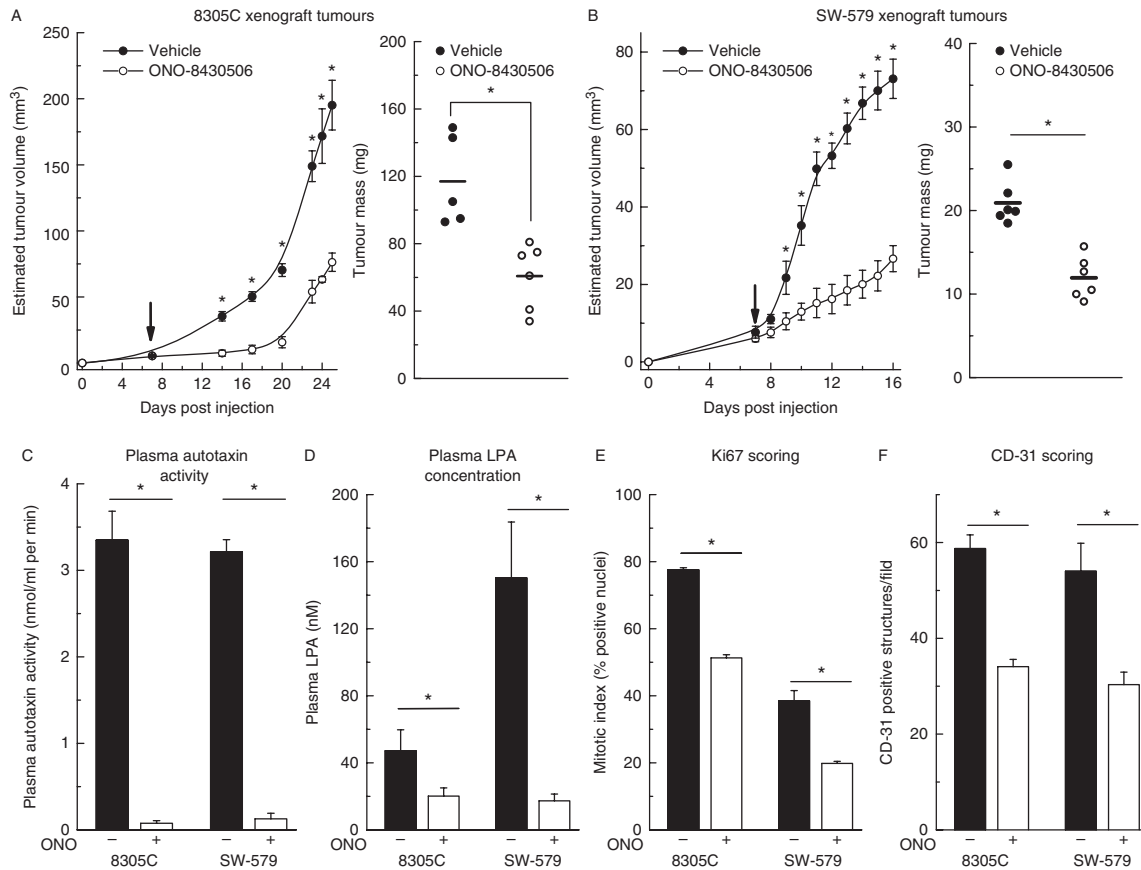 A
8305C xenograft tumours
Vehicle
ONO-8430506
Estimated tumour volume (mm³)
250
200
150
100
50
0
* * * * * *
0 4 8 12 16 20 24
Days post injection
Vehicle
ONO-8430506
Tumour mass (mg)
200
160
120
80
60
*
B
SW-579 xenograft tumours
Vehicle
ONO-8430506
Estimated tumour volume (mm³)
80
60
40
20
0
* * * * * * * *
0 4 8 12 16
Days post injection
Vehicle
ONO-8430506
Tumour mass (mg)
40
30
20
10
0
*
C
Plasma autotaxin
activity
Plasma autotaxin activity (nmol/ml per min)
4
3
2
1
0
* *
ONO – + – +
8305C SW-579
D
Plasma LPA
concentration
Plasma LPA (nM)
200
160
120
80
40
0
* *
ONO – + – +
8305C SW-579
E
Ki67 scoring
Mitotic index (% positive nuclei)
100
80
60
40
20
0
* *
ONO – + – +
8305C SW-579
F
CD-31 scoring
CD-31 positive structures/fild
60
40
20
0
* *
ONO – + – +
8305C SW-579